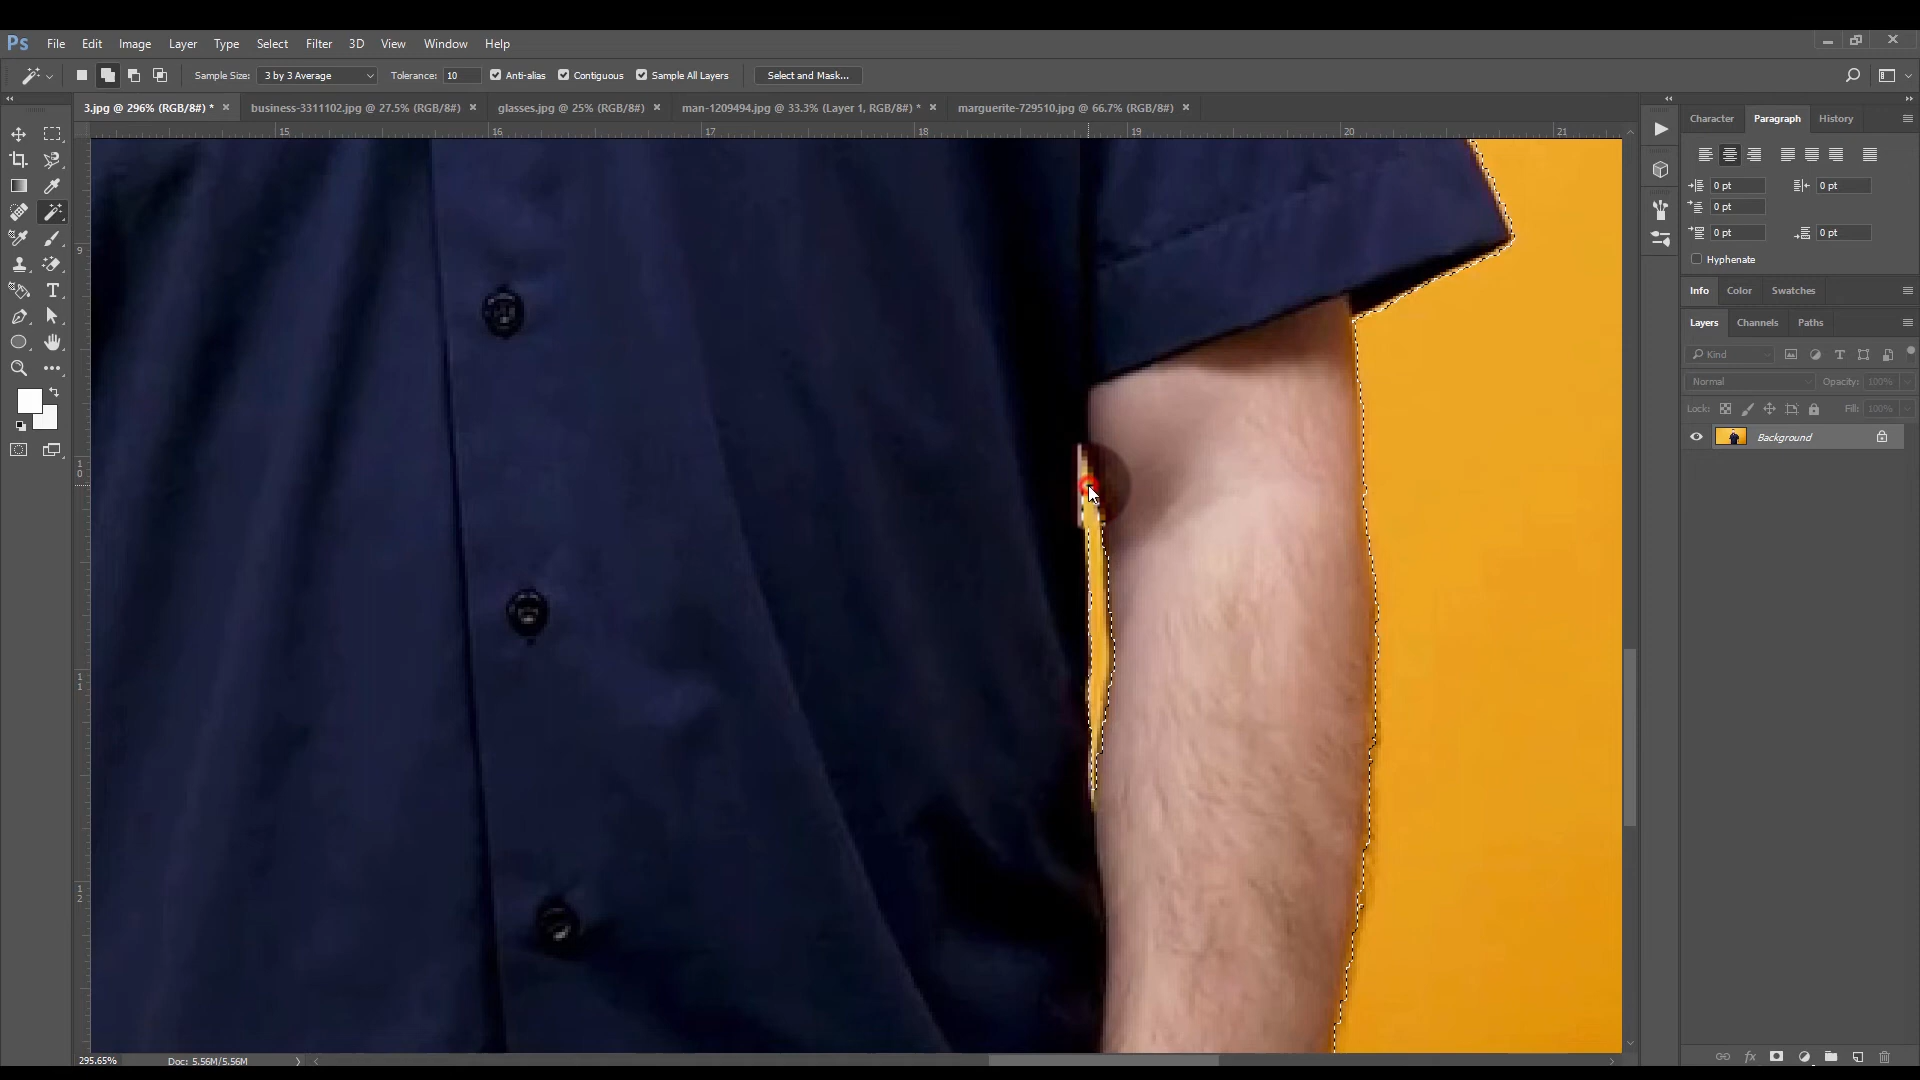 Ps File Edit Image Layer Type Select Filter 3D View Window Help
Sample Size: 3 by 3 Average Tolerance: 10 Anti-alias Contiguous Sample All Layers Select and Mask...
3.jpg @ 296% (RGB/8#) * × business-3311102.jpg @ 27.5% (RGB/8#) × glasses.jpg @ 25% (RGB/8#) × man-1209494.jpg @ 33.3% (Layer 1, RGB/8#) * × marguerite-729510.jpg @ 66.7% (RGB/8#) ×
15 16 17 18 19 20 21
9
10
11
12
Character Paragraph History
0 pt 0 pt
0 pt
0 pt 0 pt
Hyphenate
Info Color Swatches
Layers Channels Paths
Kind
Normal Opacity: 100%
Lock: Fill: 100%
Background
fx
295.65% Doc: 5.56M/5.56M